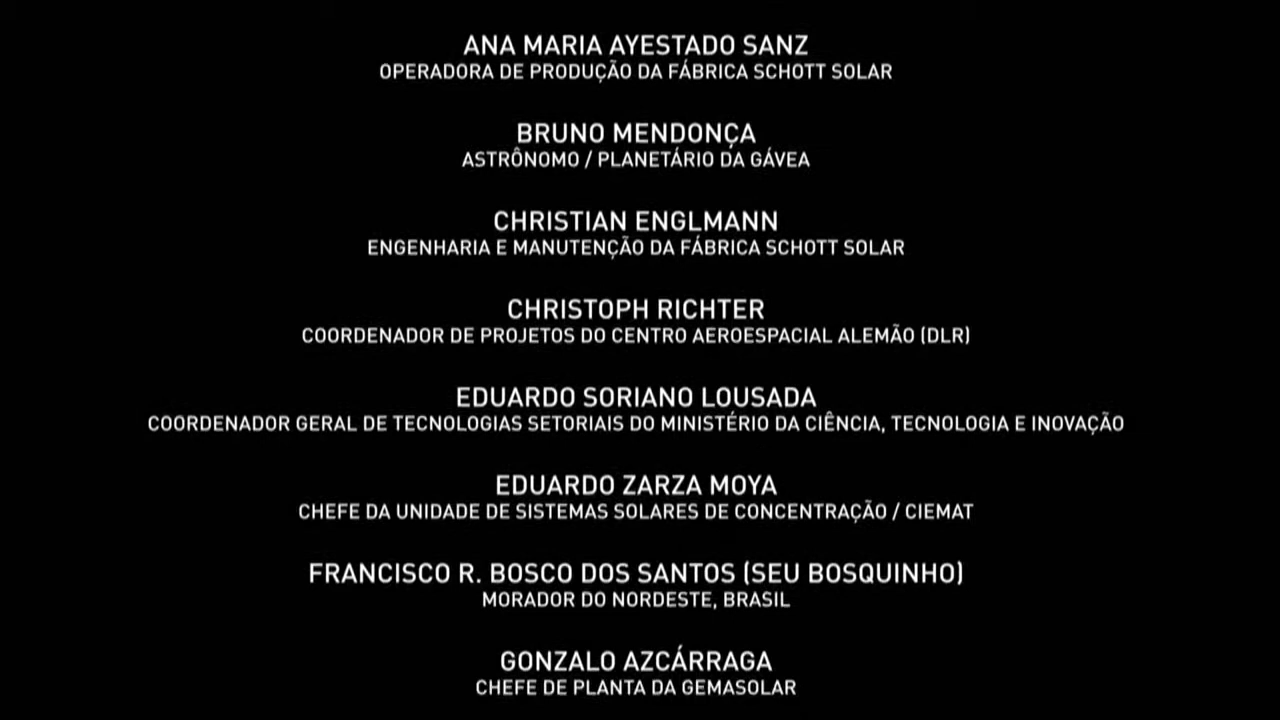 ANA MARIA AYESTADO SANZ
OPERADORA DE PRODUÇÃO DA FÁBRICA SCHOTT SOLAR
BRUNO MENDONÇA
ASTRÔNOMO / PLANETÁRIO DA GÁVEA
CHRISTIAN ENGLMANN
ENGENHARIA E MANUTENÇÃO DA FÁBRICA SCHOTT SOLAR
CHRISTOPH RICHTER
COORDENADOR DE PROJETOS DO CENTRO AEROESPACIAL ALEMÃO (DLR)
EDUARDO SORIANO LOUSADA
COORDENADOR GERAL DE TECNOLOGIAS SETORIAIS DO MINISTÉRIO DA CIÊNCIA, TECNOLOGIA E INOVAÇÃO
EDUARDO ZARZA MOYA
CHEFE DA UNIDADE DE SISTEMAS SOLARES DE CONCENTRAÇÃO / CIEMAT
FRANCISCO R. BOSCO DOS SANTOS (SEU BOSQUINHO)
MORADOR DO NORDESTE, BRASIL
GONZALO AZCÁRRAGA
CHEFE DE PLANTA DA GEMASOLAR